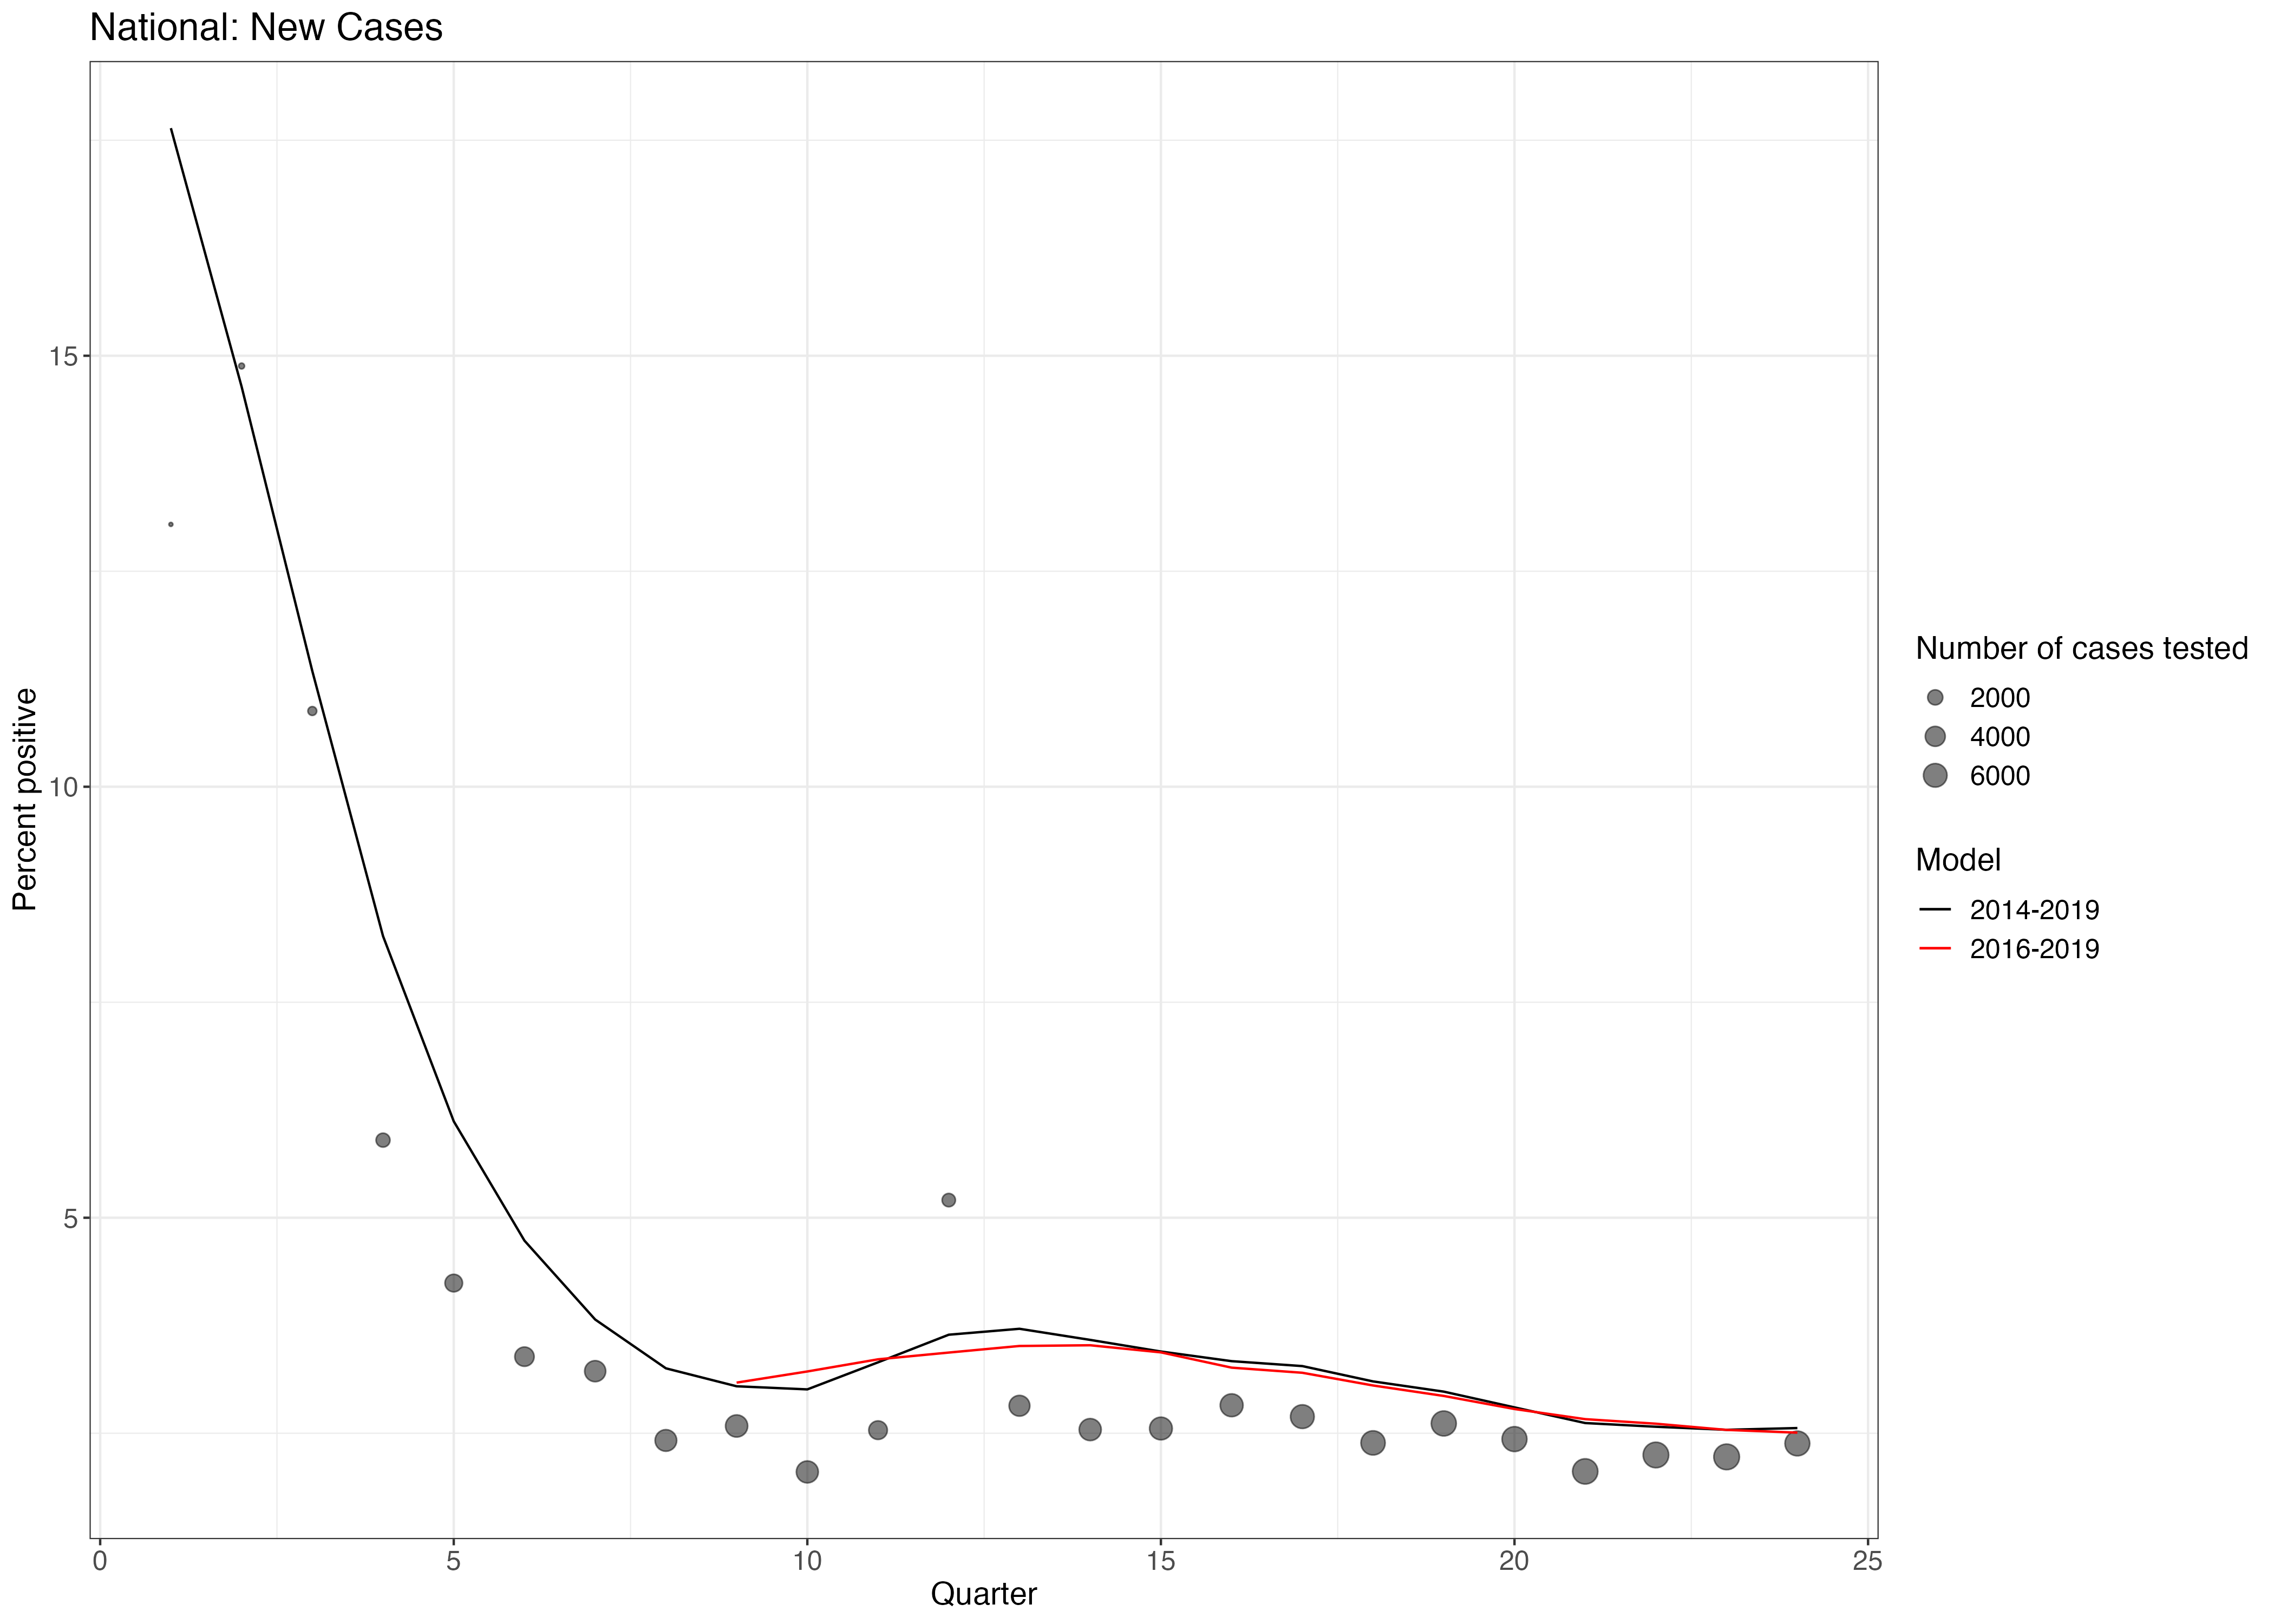 National: New Cases
Percent positive
15
10
5
0 5 10 15 20 25
Quarter
Number of cases tested
2000
4000
6000
Model
2014-2019
2016-2019